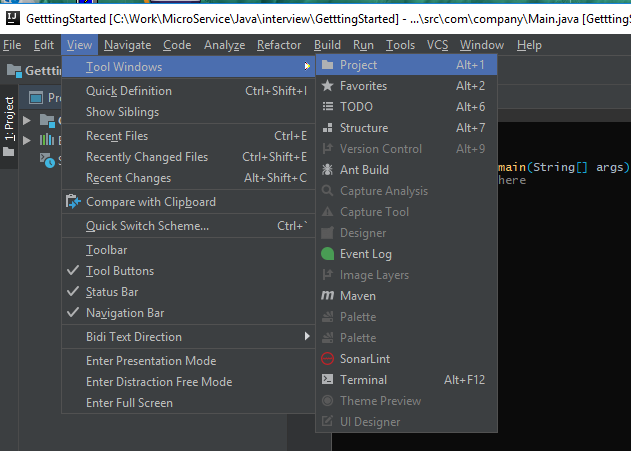 GetttingStarted [C:\Work\MicroService\Java\interview\GetttingStarted] - ...\src\com\company\Main.java [GetttingS
File Edit View Navigate Code Analyze Refactor Build Run Tools VCS Window Help
Gettti
1: Project
Pr
main(String[] args)
here
Tool Windows
Quick Definition Ctrl+Shift+I
Show Siblings
Recent Files Ctrl+E
Recently Changed Files Ctrl+Shift+E
Recent Changes Alt+Shift+C
Compare with Clipboard
Quick Switch Scheme... Ctrl+`
Toolbar
Tool Buttons
Status Bar
Navigation Bar
Bidi Text Direction
Enter Presentation Mode
Enter Distraction Free Mode
Enter Full Screen
Project Alt+1
Favorites Alt+2
TODO Alt+6
Structure Alt+7
Version Control Alt+9
Ant Build
Capture Analysis
Capture Tool
Designer
Event Log
Image Layers
Maven
Palette
Palette
SonarLint
Terminal Alt+F12
Theme Preview
UI Designer